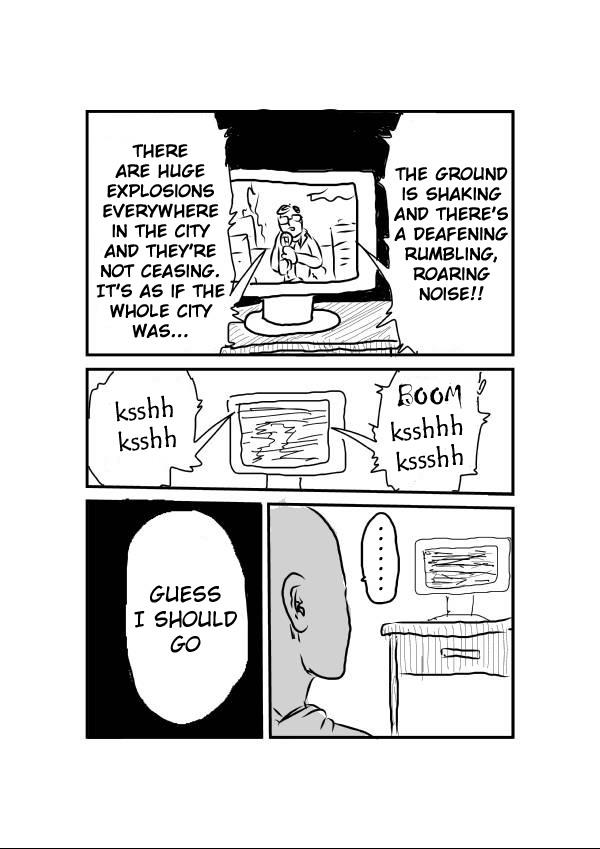 THE GROUND
IS SHAKING
AND THERE'S
A DEAFENING
RUMBLING,
ROARING
NOISE!!
THERE
ARE HUGE
EXPLOSIONS
EVERYWHERE
IN THE CITY
AND THEY'RE
NOT CEASING.
IT'S AS IF THE
WHOLE CITY
WAS...
BOOM
ksshhh
kssshh
ksshh
ksshh
.......
GUESS
I SHOULD
GO